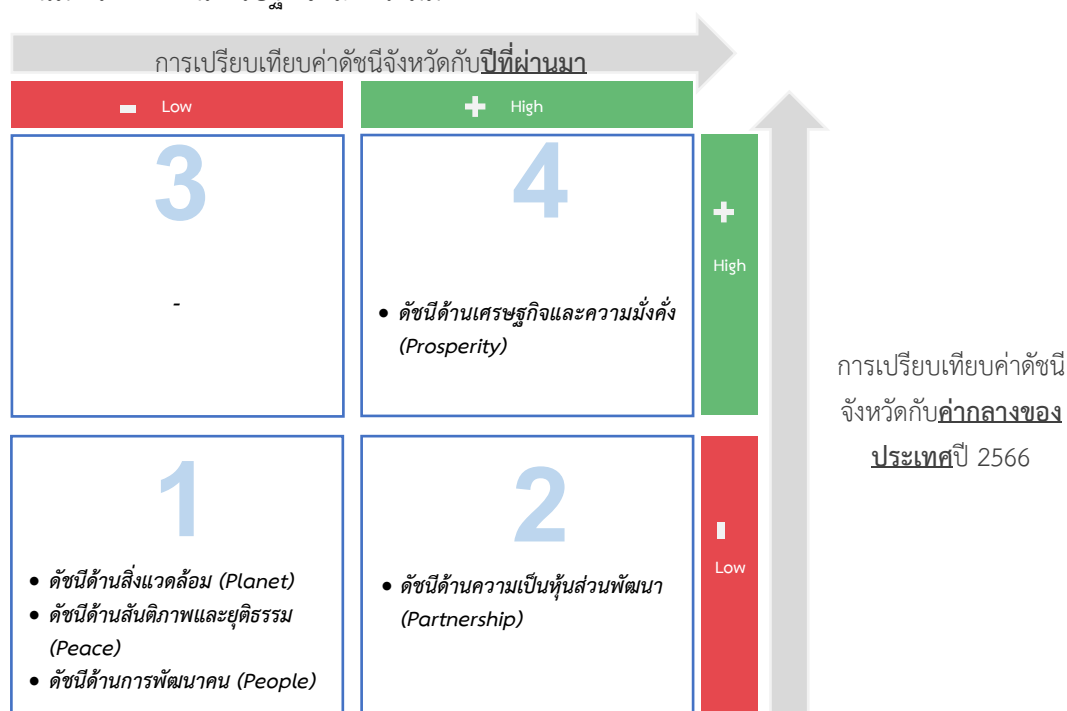 การเปรียบเทียบค่าดัชนีจังหวัดกับปีที่ผ่านมา
Low
High
3
-
4
• ดัชนีด้านเศรษฐกิจและความมั่งคั่ง
(Prosperity)
+
High
การเปรียบเทียบค่าดัชนี
จังหวัดกับค่ากลางของ
ประเทศปี 2566
1
• ดัชนีด้านสิ่งแวดล้อม (Planet)
• ดัชนีด้านสันติภาพและยุติธรรม
(Peace)
• ดัชนีด้านการพัฒนาคน (People)
2
• ดัชนีด้านความเป็นหุ้นส่วนพัฒนา
(Partnership)
Low